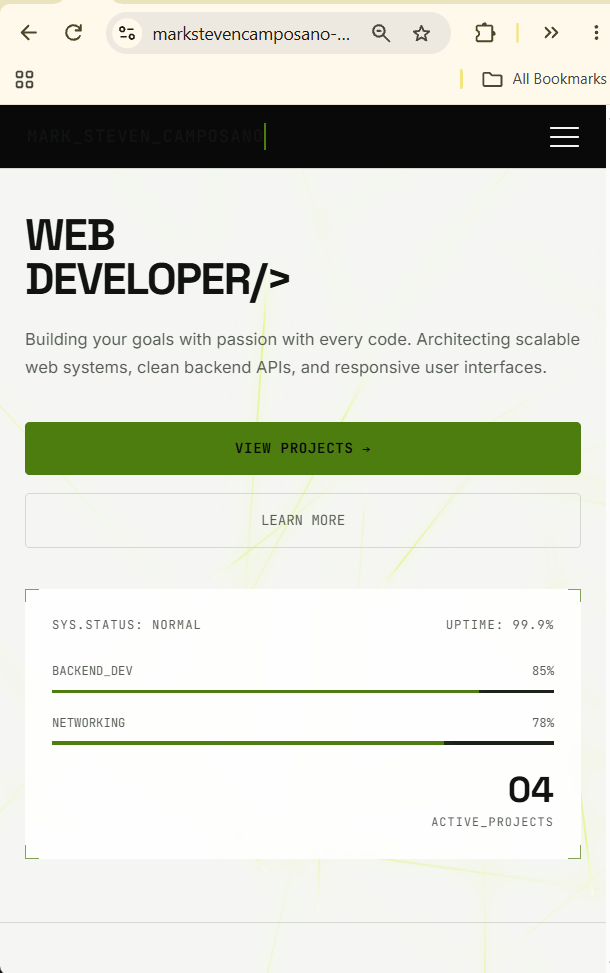 markstevencamposano-...
All Bookmarks
MARK_STEVEN_CAMPOSANO
WEB
DEVELOPER/>
Building your goals with passion with every code. Architecting scalable
web systems, clean backend APIs, and responsive user interfaces.
VIEW PROJECTS →
LEARN MORE
SYS.STATUS: NORMAL UPTIME: 99.9%
BACKEND_DEV 85%
NETWORKING 78%
04
ACTIVE_PROJECTS